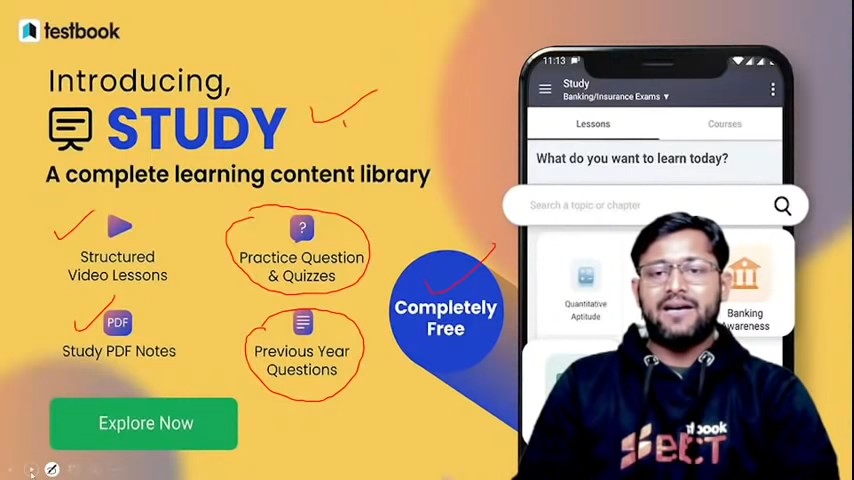 testbook
Introducing,
STUDY
A complete learning content library
Structured
Video Lessons
?
Practice Question
& Quizzes
PDF
Study PDF Notes
Previous Year
Questions
Completely
Free
Explore Now
11:13
Study
Banking/Insurance Exams ▼
Lessons
Courses
What do you want to learn today?
Search a topic or chapter
Quantitative
Aptitude
Banking